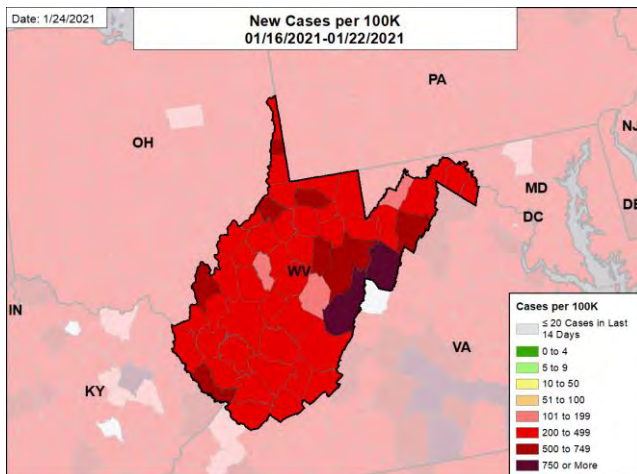 Date: 1/24/2021
New Cases per 100K
01/16/2021-01/22/2021
PA
OH
NJ
MD
DE
DC
WV
IN
VA
KY
Cases per 100K
≤ 20 Cases in Last
14 Days
0 to 4
5 to 9
10 to 50
51 to 100
101 to 199
200 to 499
500 to 749
750 or More